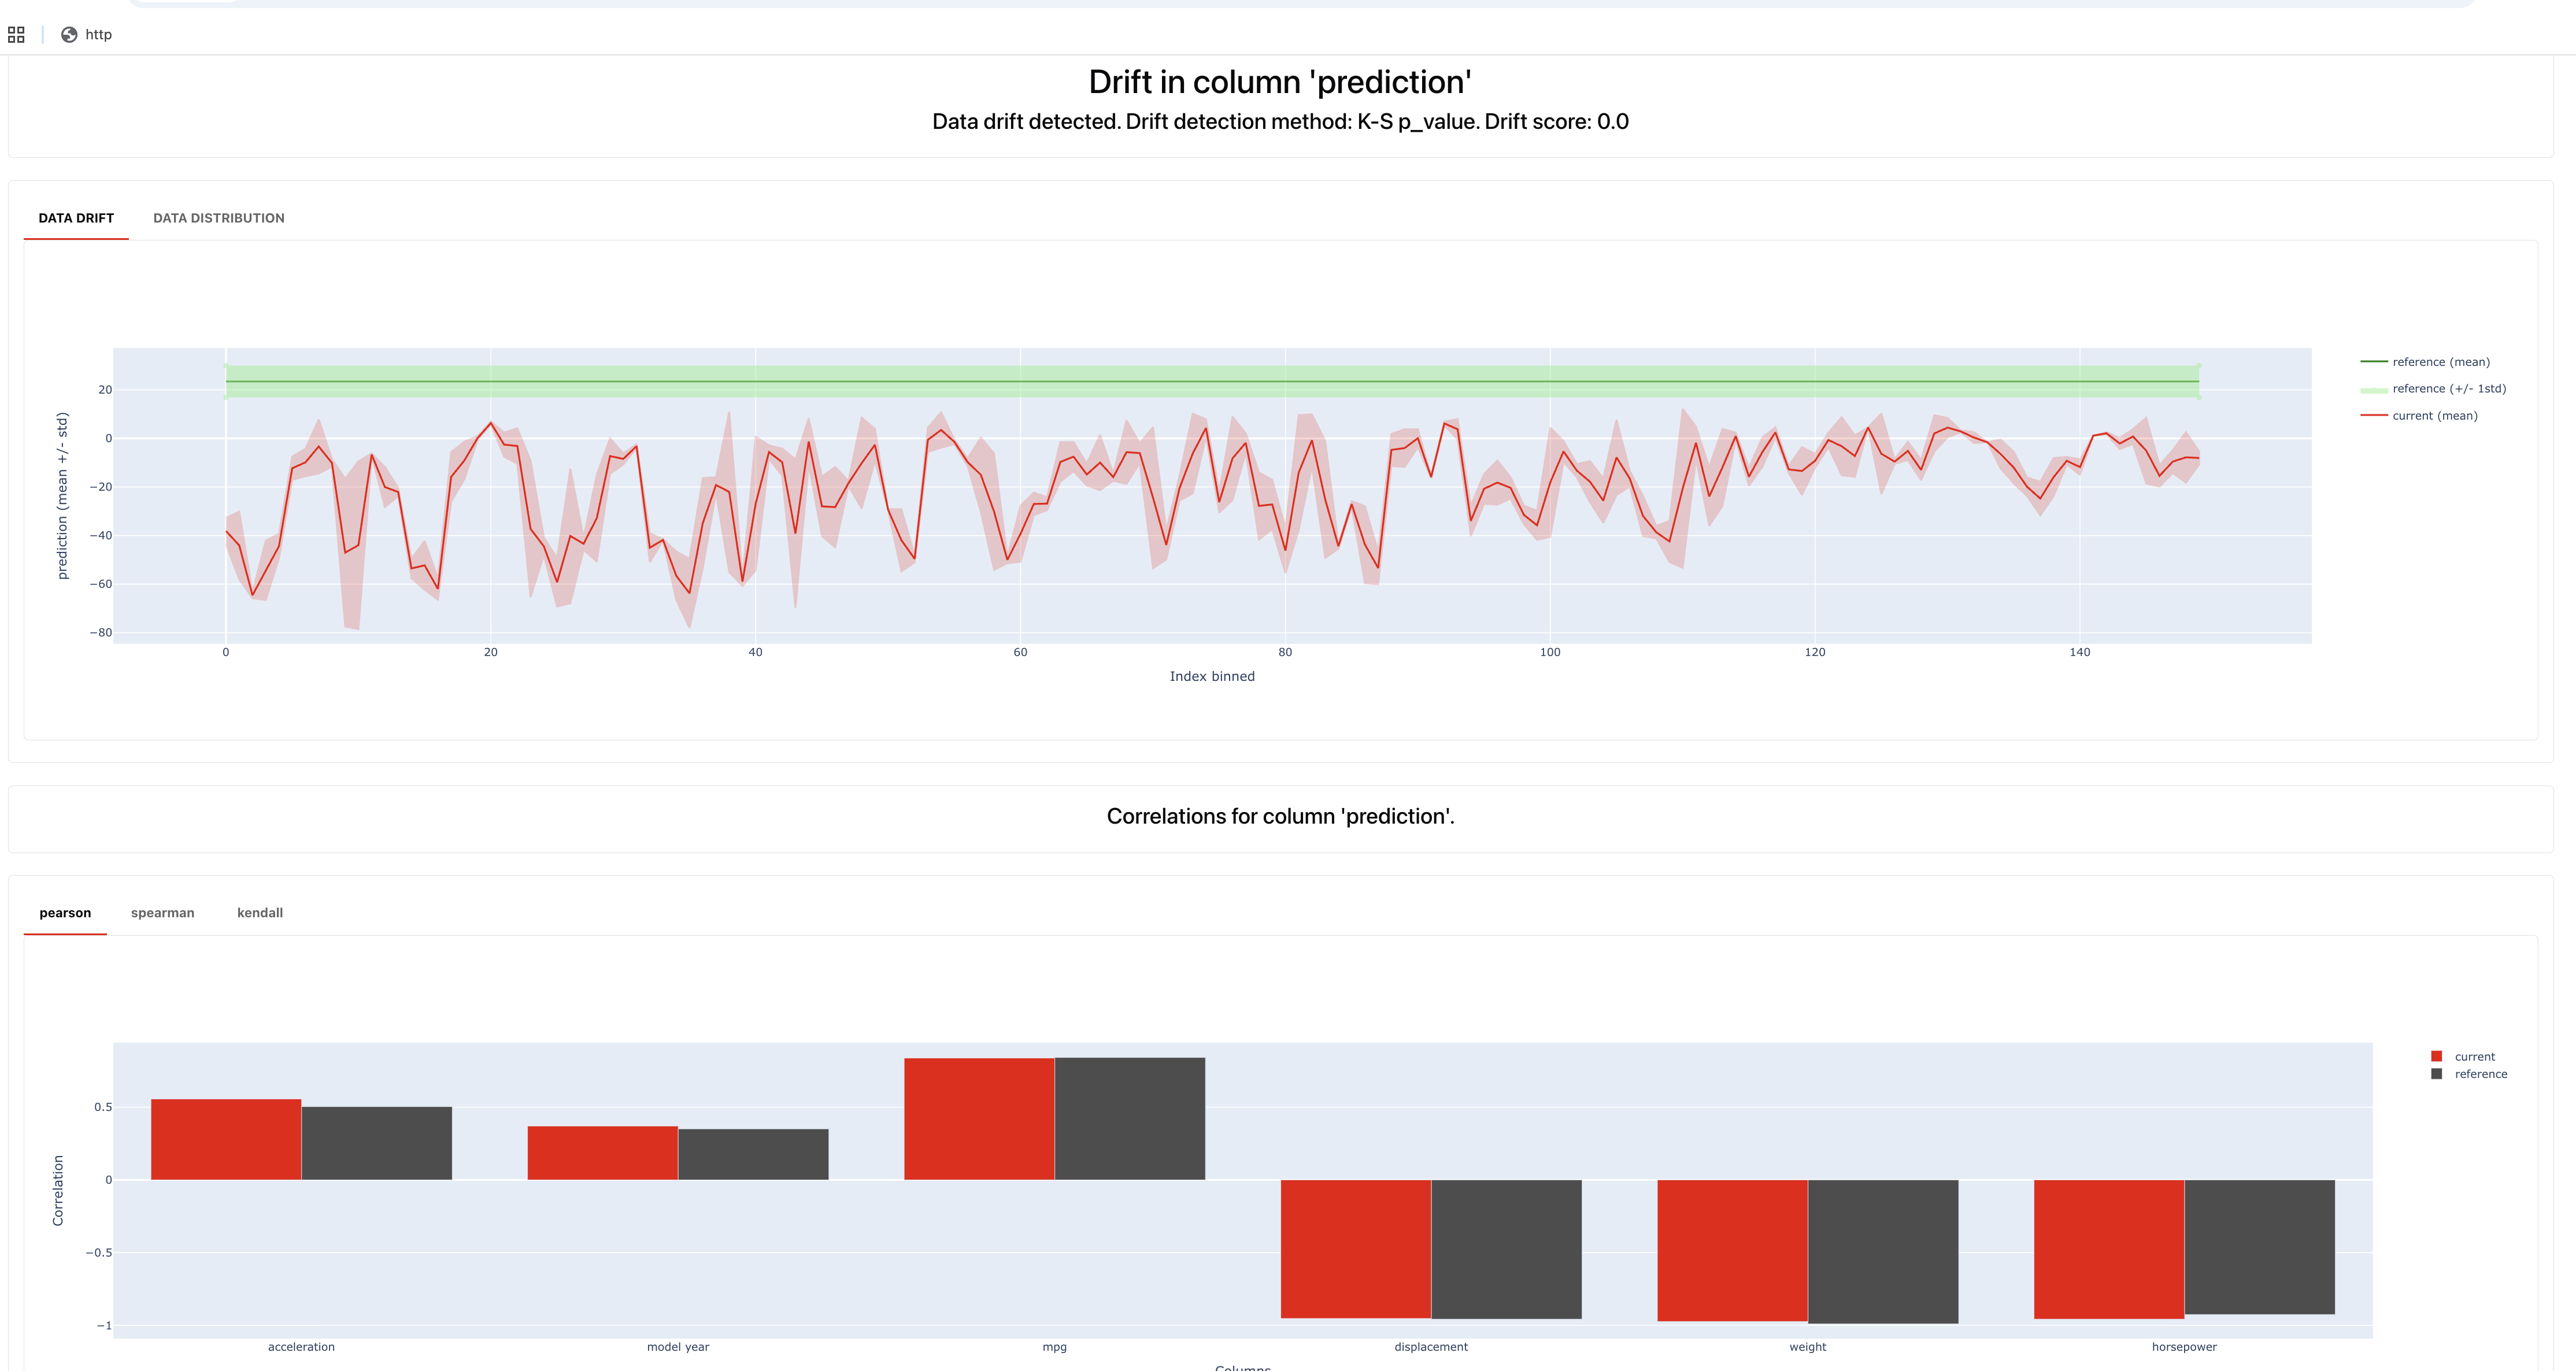 http
Drift in column 'prediction'
Data drift detected. Drift detection method: K-S p_value. Drift score: 0.0
DATA DRIFT
DATA DISTRIBUTION
prediction (mean +/- std)
20
0
−20
−40
−60
−80
0
20
40
60
80
100
120
140
Index binned
reference (mean)
reference (+/- 1std)
current (mean)
Correlations for column 'prediction'.
pearson
spearman
kendall
Correlation
0.5
0
−0.5
−1
acceleration
model year
mpg
displacement
weight
horsepower
Columns
current
reference